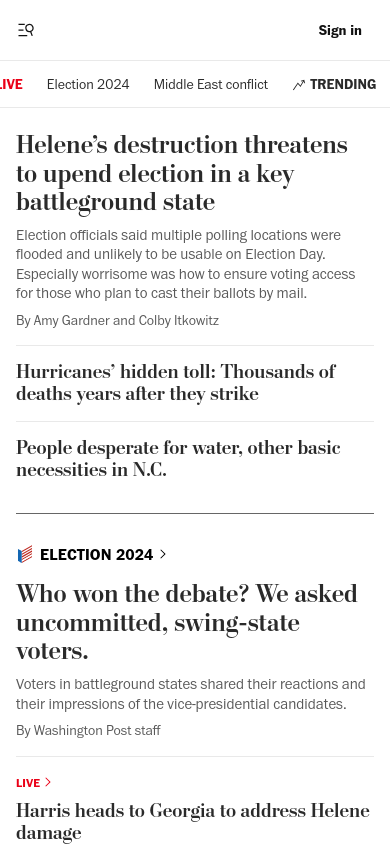 Sign in
LIVE
Election 2024
Middle East conflict
TRENDING
Helene’s destruction threatens
to upend election in a key
battleground state
Election officials said multiple polling locations were
flooded and unlikely to be usable on Election Day.
Especially worrisome was how to ensure voting access
for those who plan to cast their ballots by mail.
By Amy Gardner and Colby Itkowitz
Hurricanes’ hidden toll: Thousands of
deaths years after they strike
People desperate for water, other basic
necessities in N.C.
ELECTION 2024
Who won the debate? We asked
uncommitted, swing-state
voters.
Voters in battleground states shared their reactions and
their impressions of the vice-presidential candidates.
By Washington Post staff
LIVE
Harris heads to Georgia to address Helene
damage